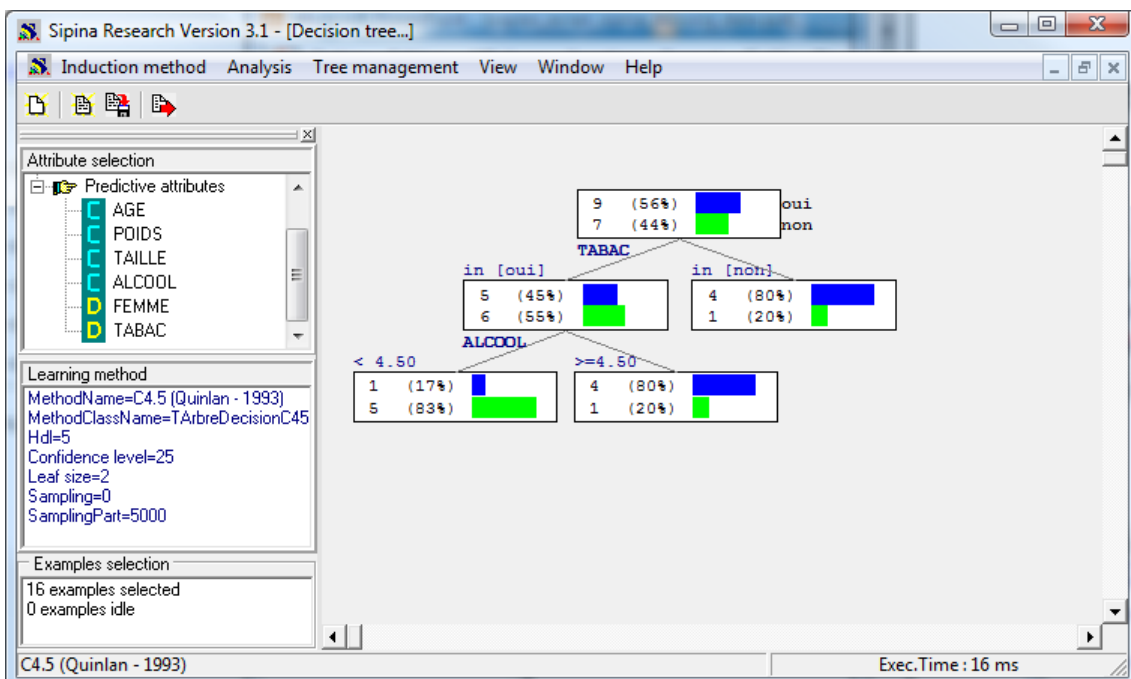 Sipina Research Version 3.1 - [Decision tree...]
Induction method Analysis Tree management View Window Help
Attribute selection
Predictive attributes
C AGE
C POIDS
C TAILLE
C ALCOOL
D FEMME
D TABAC
Learning method
MethodName=C4.5 (Quinlan - 1993)
MethodClassName=TArbreDecisionC45
Hdl=5
Confidence level=25
Leaf size=2
Sampling=0
SamplingPart=5000
Examples selection
16 examples selected
0 examples idle
9 (56%) oui
7 (44%) non
TABAC
in [oui] in [non]
5 (45%) 4 (80%)
6 (55%) 1 (20%)
ALCOOL
< 4.50 >=4.50
1 (17%) 4 (80%)
5 (83%) 1 (20%)
C4.5 (Quinlan - 1993) Exec.Time : 16 ms